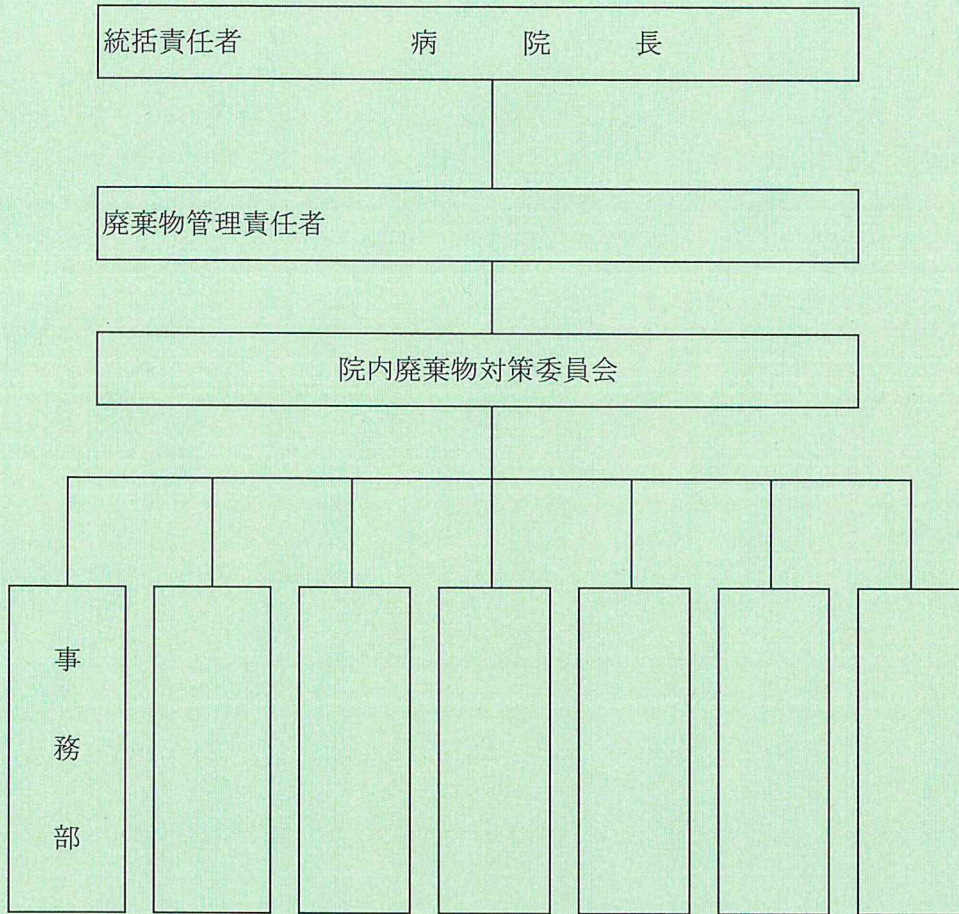 統括責任者　病院長
廃棄物管理責任者
院内廃棄物対策委員会
事務部